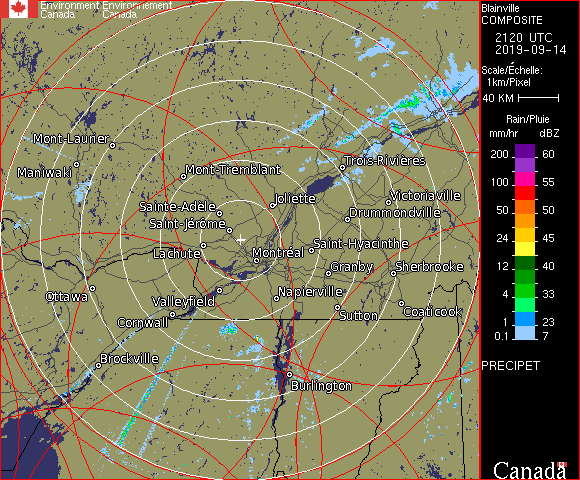 Environment Environnement
Canada Canada
Blainville
COMPOSITE
2120 UTC
2019-09-14
Scale/Échelle:
1km/Pixel
40 KM
Rain/Pluie
mm/hr dBZ
200 60
100 55
50 50
24 45
12 40
4 33
1 23
0.1 7
PRECIPET
Mont-Laurier
Maniwaki
Mont-Tremblant
Trois-Rivières
Sainte-Adèle
Joliette
Victoriaville
Saint-Jérôme
Drummondville
Lachute
Montréal
Saint-Hyacinthe
Granby
Sherbrooke
Ottawa
Valleyfield
Napierville
Cornwall
Sutton
Coaticook
Brockville
Burlington
Canada